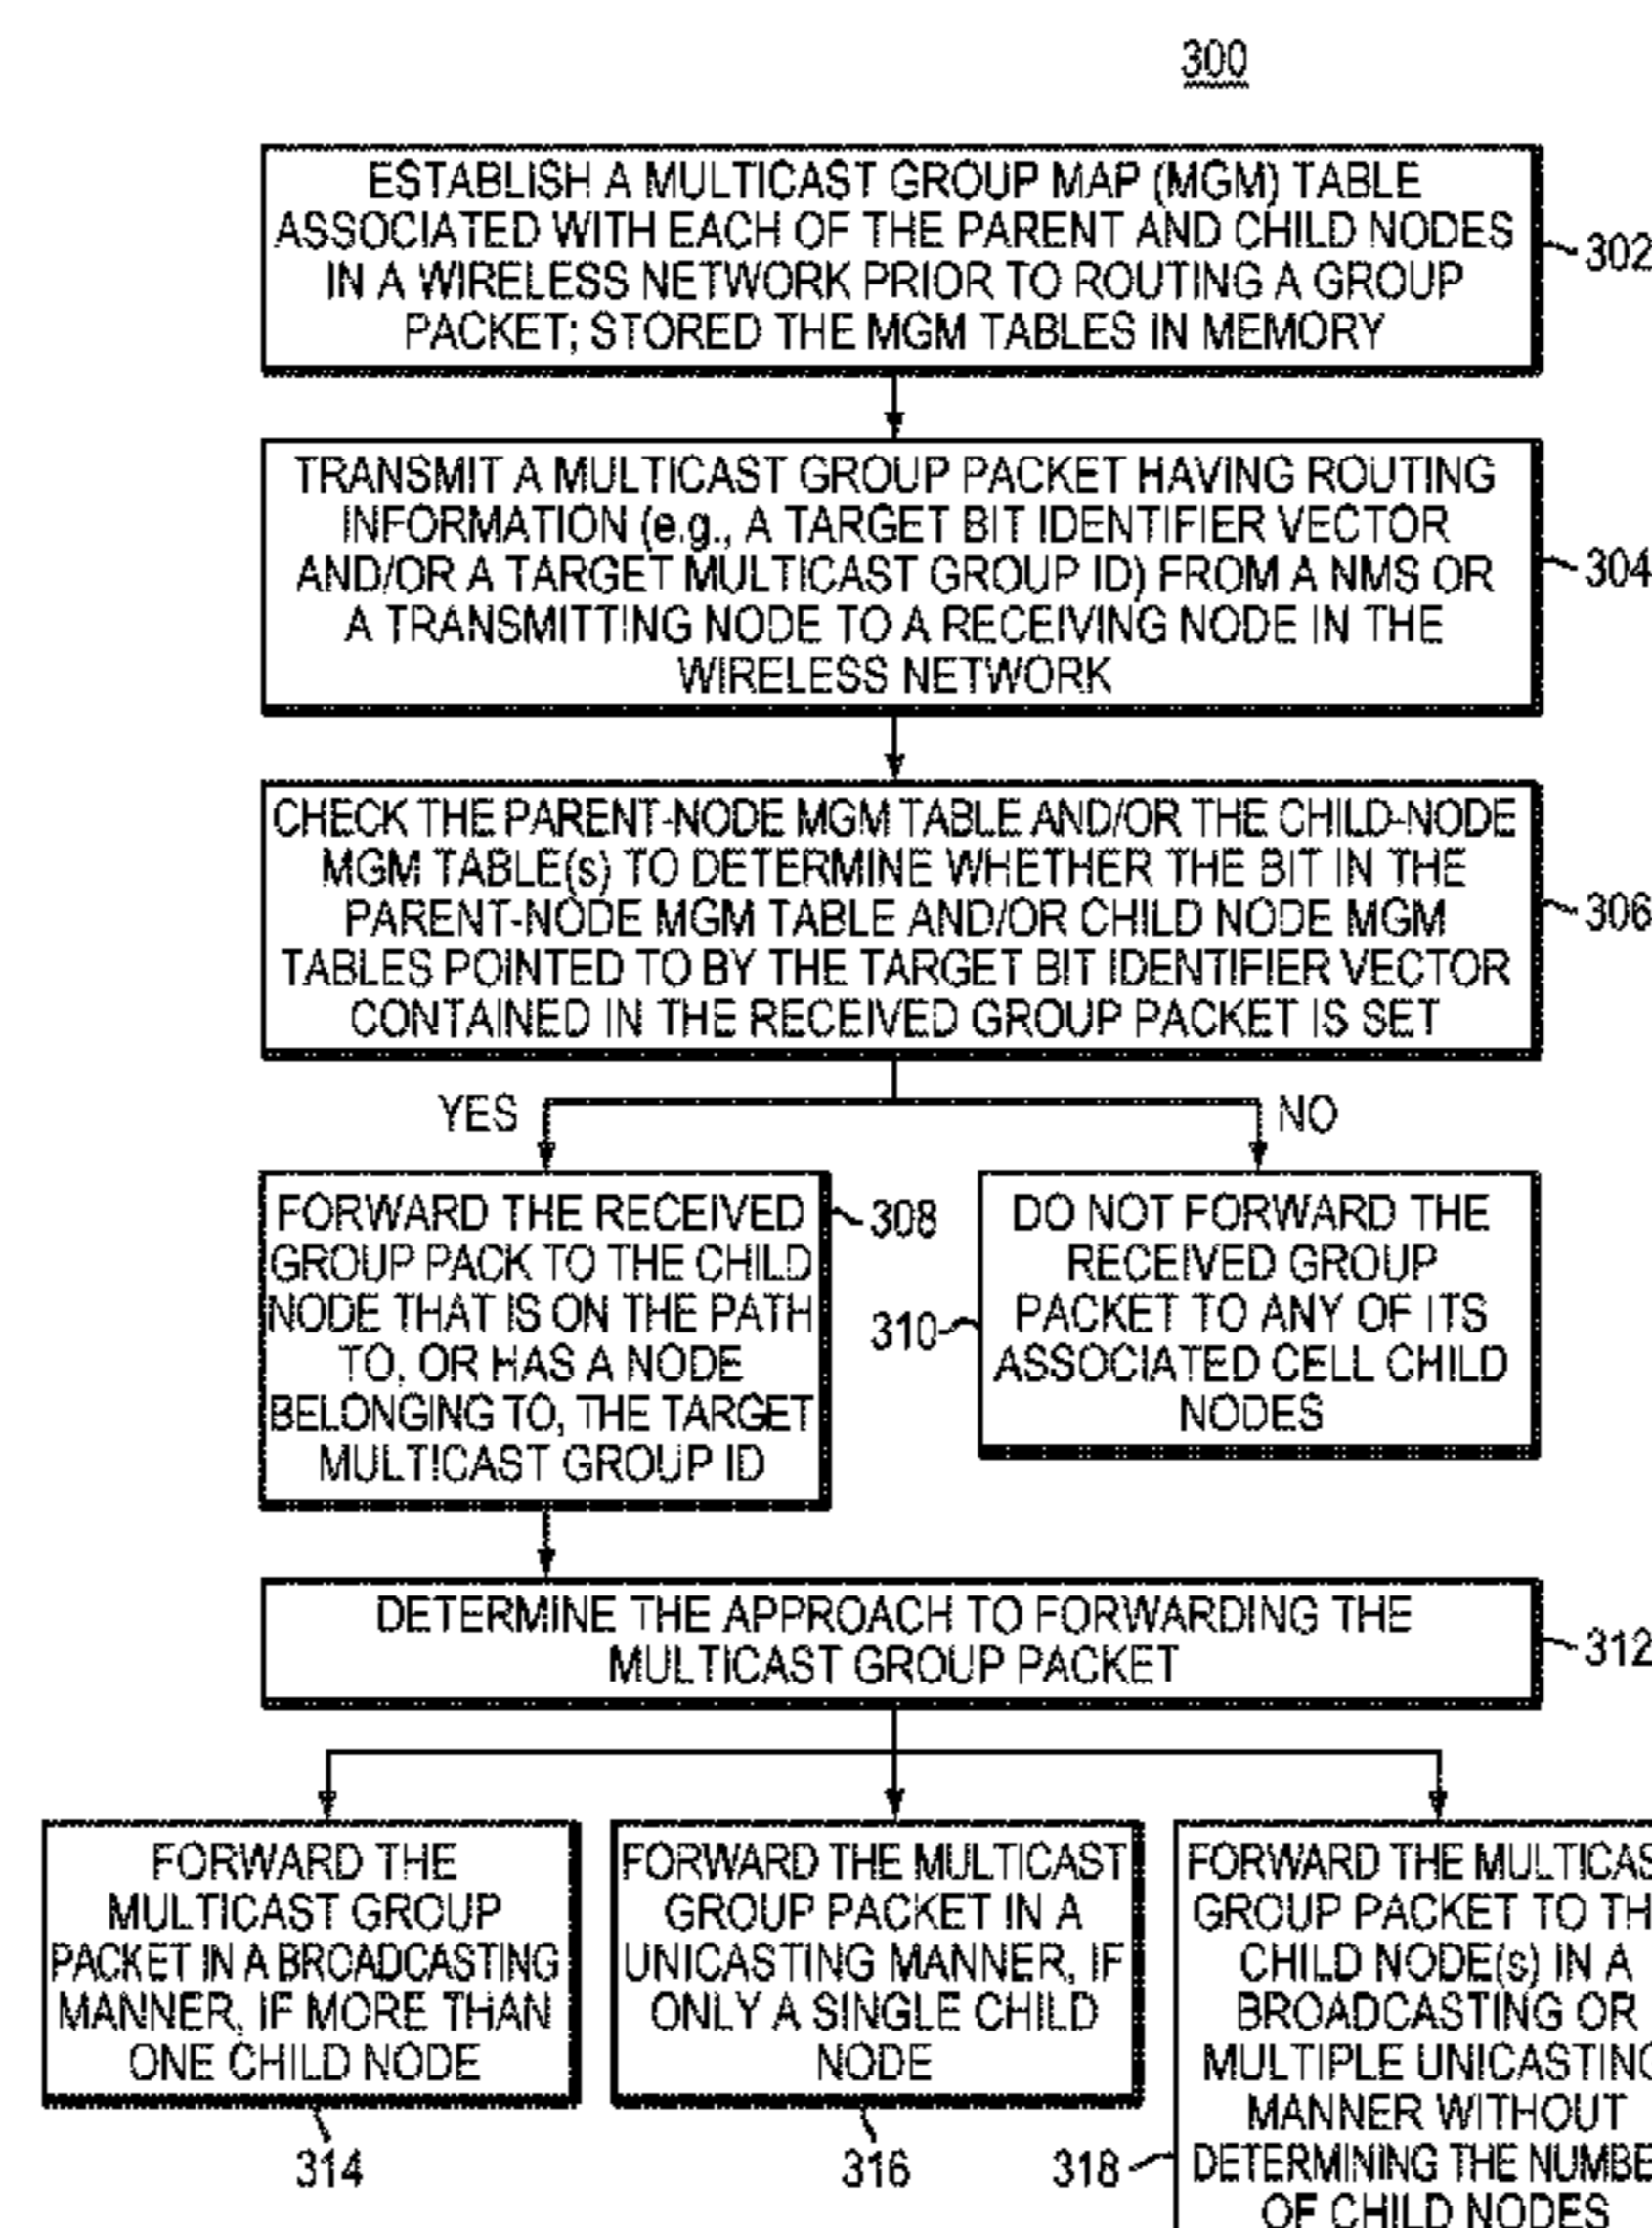 300
ESTABLISH A MULTICAST GROUP MAP (MGM) TABLE
ASSOCIATED WITH EACH OF THE PARENT AND CHILD NODES
IN A WIRELESS NETWORK PRIOR TO ROUTING A GROUP
PACKET; STORED THE MGM TABLES IN MEMORY
302
TRANSMIT A MULTICAST GROUP PACKET HAVING ROUTING
INFORMATION (e.g., A TARGET BIT IDENTIFIER VECTOR
AND/OR A TARGET MULTICAST GROUP ID) FROM A NMS OR
A TRANSMITTING NODE TO A RECEIVING NODE IN THE
WIRELESS NETWORK
304
CHECK THE PARENT-NODE MGM TABLE AND/OR THE CHILD-NODE
MGM TABLE(s) TO DETERMINE WHETHER THE BIT IN THE
PARENT-NODE MGM TABLE AND/OR CHILD NODE MGM
TABLES POINTED TO BY THE TARGET BIT IDENTIFIER VECTOR
CONTAINED IN THE RECEIVED GROUP PACKET IS SET
306
YES
NO
FORWARD THE RECEIVED
GROUP PACK TO THE CHILD
NODE THAT IS ON THE PATH
TO, OR HAS A NODE
BELONGING TO, THE TARGET
MULTICAST GROUP ID
308
DO NOT FORWARD THE
RECEIVED GROUP
PACKET TO ANY OF ITS
ASSOCIATED CELL CHILD
NODES
310
DETERMINE THE APPROACH TO FORWARDING THE
MULTICAST GROUP PACKET
312
FORWARD THE
MULTICAST GROUP
PACKET IN A BROADCASTING
MANNER, IF MORE THAN
ONE CHILD NODE
314
FORWARD THE MULTICAST
GROUP PACKET IN A
UNICASTING MANNER, IF
ONLY A SINGLE CHILD
NODE
316
FORWARD THE
GROUP PACKET TO
CHILD NODE(s) IN A
BROADCASTING OR
MULTIPLE
MANNER WITHOUT
DETERMINING THE
OF CHILD NODES
318